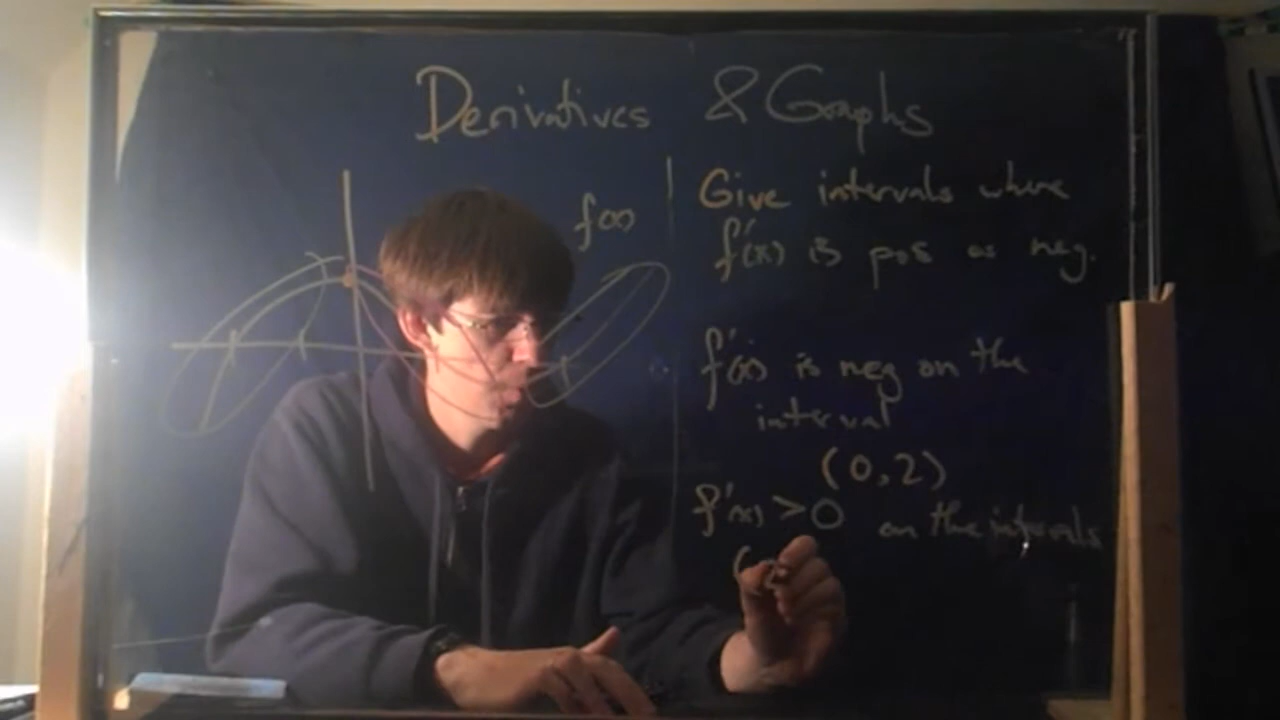 Derivatives & Graphs
f(x)
Give intervals where
f'(x) is pos or neg.
f'(x) is neg on the
interval
(0,2)
f'(x) > 0 on the intervals
(